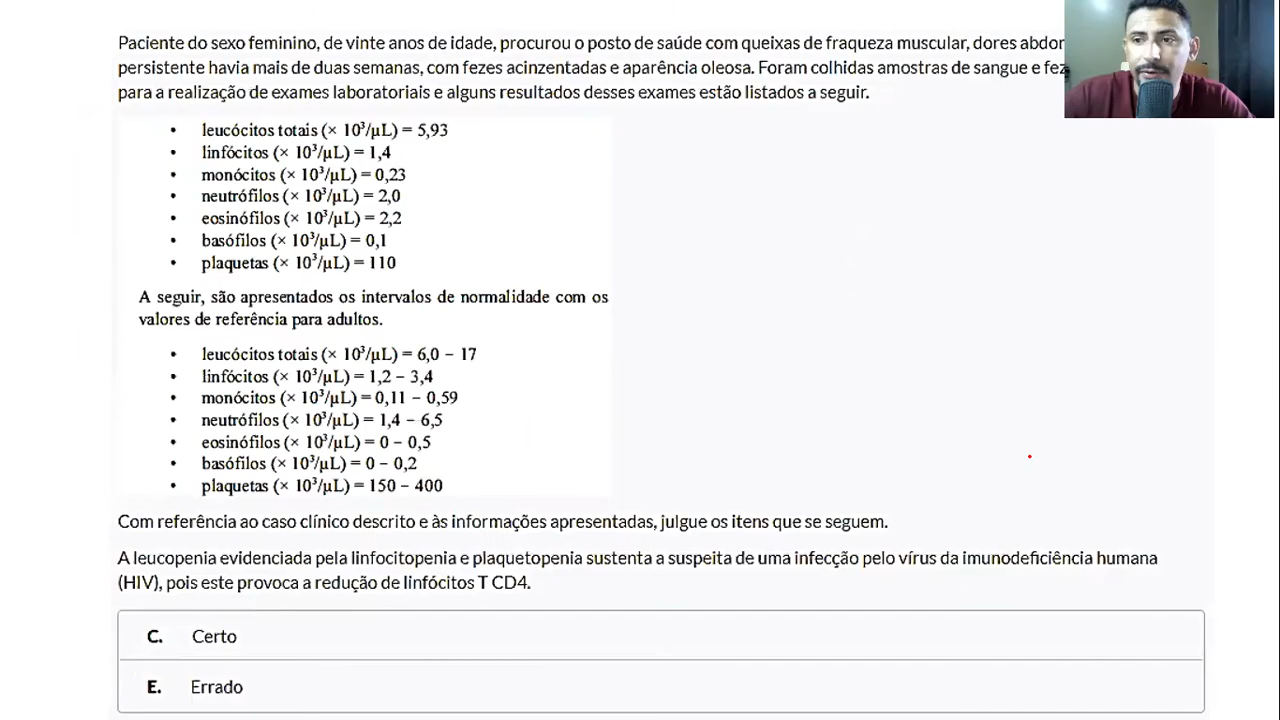 Paciente do sexo feminino, de vinte anos de idade, procurou o posto de saúde com queixas de fraqueza muscular, dores
persistente havia mais de duas semanas, com fezes acinzentadas e aparência oleosa. Foram colhidas amostras de sangue e
para a realização de exames laboratoriais e alguns resultados desses exames estão listados a seguir.
• leucócitos totais (× 10³/µL) = 5,93
• linfócitos (× 10³/µL) = 1,4
• monócitos (× 10³/µL) = 0,23
• neutrófilos (× 10³/µL) = 2,0
• eosinófilos (× 10³/µL) = 2,2
• basófilos (× 10³/µL) = 0,1
• plaquetas (× 10³/µL) = 110
A seguir, são apresentados os intervalos de normalidade com os
valores de referência para adultos.
• leucócitos totais (× 10³/µL) = 6,0 – 17
• linfócitos (× 10³/µL) = 1,2 – 3,4
• monócitos (× 10³/µL) = 0,11 – 0,59
• neutrófilos (× 10³/µL) = 1,4 – 6,5
• eosinófilos (× 10³/µL) = 0 – 0,5
• basófilos (× 10³/µL) = 0 – 0,2
• plaquetas (× 10³/µL) = 150 – 400
Com referência ao caso clínico descrito e às informações apresentadas, julgue os itens que se seguem.
A leucopenia evidenciada pela linfocitopenia e plaquetopenia sustenta a suspeita de uma infecção pelo vírus da imunodeficiência humana
(HIV), pois este provoca a redução de linfócitos T CD4.
C. Certo
E. Errado